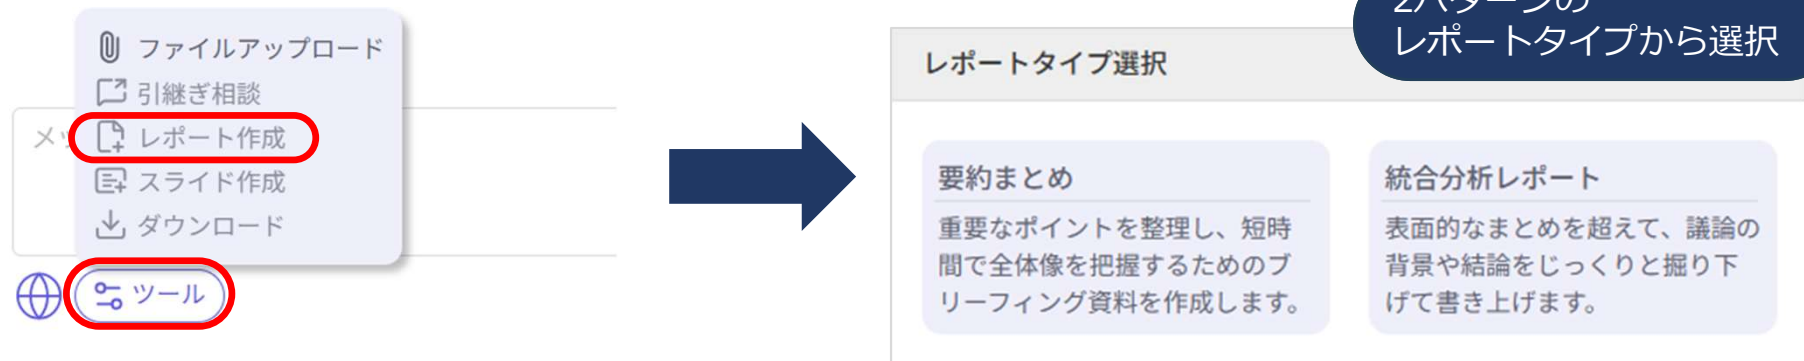 ファイルアップロード
引継ぎ相談
レポート作成
スライド作成
ダウンロード
ツール
2パターンの
レポートタイプから選択
レポートタイプ選択
要約まとめ
重要なポイントを整理し、短時
間で全体像を把握するためのブ
リーフィング資料を作成します。
統合分析レポート
表面的なまとめを超えて、議論の
背景や結論をじっくりと掘り下
げて書き上げます。